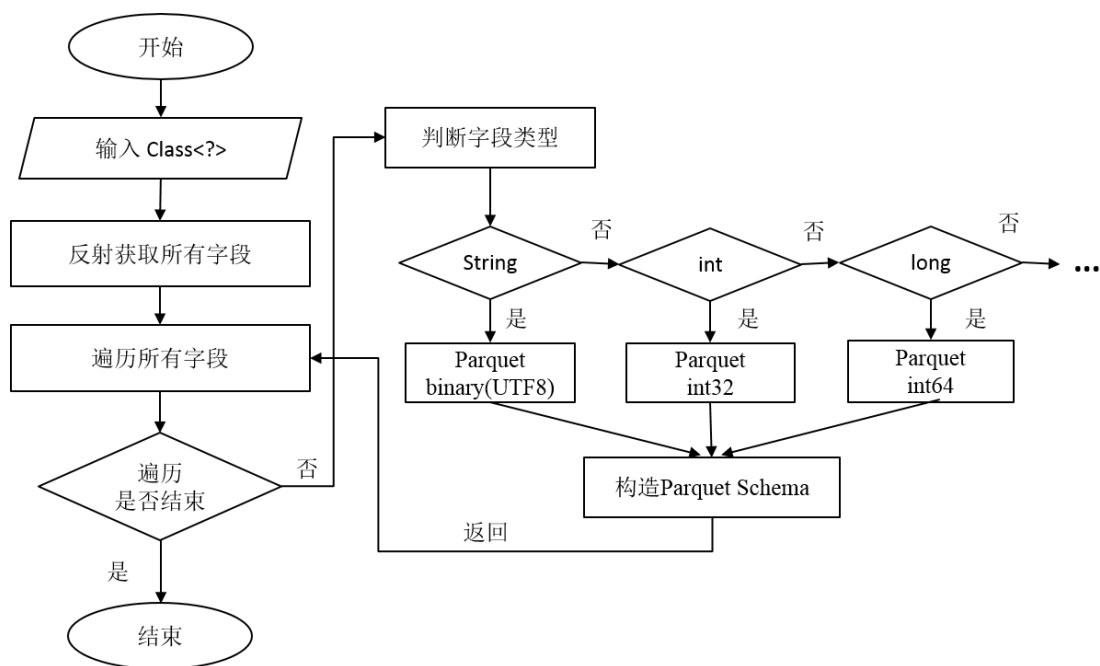 开始
输入 Class<?>
反射获取所有字段
遍历所有字段
遍历
是否结束
否
是
结束
判断字段类型
String
否
int
否
long
否
...
是
是
是
Parquet
binary(UTF8)
Parquet
int32
Parquet
int64
构造Parquet Schema
返回